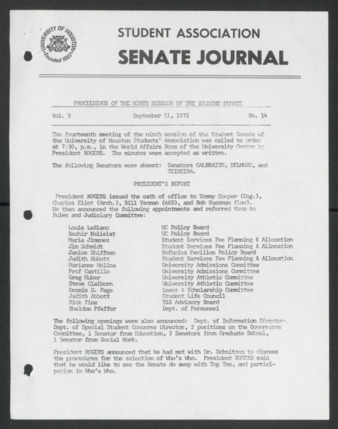 UNIVERSITY OF HOUSTON
Founded 1927
STUDENT ASSOCIATION
SENATE JOURNAL
PROCEEDINGS OF THE NINTH SESSION OF THE STUDENT SENATE
Vol. 9 September 11, 1972 No. 14
The fourteenth meeting of the ninth session of the Student Senate of
the University of Houston Students' Association was called to order
at 7:30, p.m., in the World Affairs Room of the University Center by
President ROGERS. The minutes were accepted as written.
The following Senators were absent: Senators GALBRAITH, and
TEIXEIRA.
PRESIDENT'S REPORT
President ROGERS issued the oath of office to Tommy Cooper (Eng.),
Charles Eliot (Arch.), Bill Yeoman (A&S), and Bob Sussman (Law).
He then announced the following appointments and referred them to
Rules and Judiciary Committee:
Louis LeBlanc UC Policy Board
UC Policy Board
Maria Jimenez Student Services Fee Planning & Allocation
Jim Schmidt Student Services Fee Planning & Allocation
Janice Shiffnon Hofheinz Pavilion Policy Board
Judith Abbott Student Services Fee Planning & Allocation
Marianne Molina University Admissions Committee
Prof Castillo University Admissions Committee
Greg Huber University Athletic Committee
Steve Claiborn University Athletic Committee
Dennis D. Page Loans & Scholarship Committee
Judith Abbott Student Life Council
Rick Fine T&S Advisory Board
Sheldon Pfeffer Dept. of Personnel
The following openings were also announced: Dept. of Information Director,
Dept. of Special Student Concerns Director, 2 positions on the Governance
Committee, 1 Senator from Education, 2 Senators from Graduate School,
1 Senator from Social Work.
President ROGERS announced that he had met with Dr. Schnitzen to discuss
the procedures for the selection of Who's Who. President ROGERS said
that he would like to see the Senate do away with Top Ten, and partici-
pation in Who's Who.